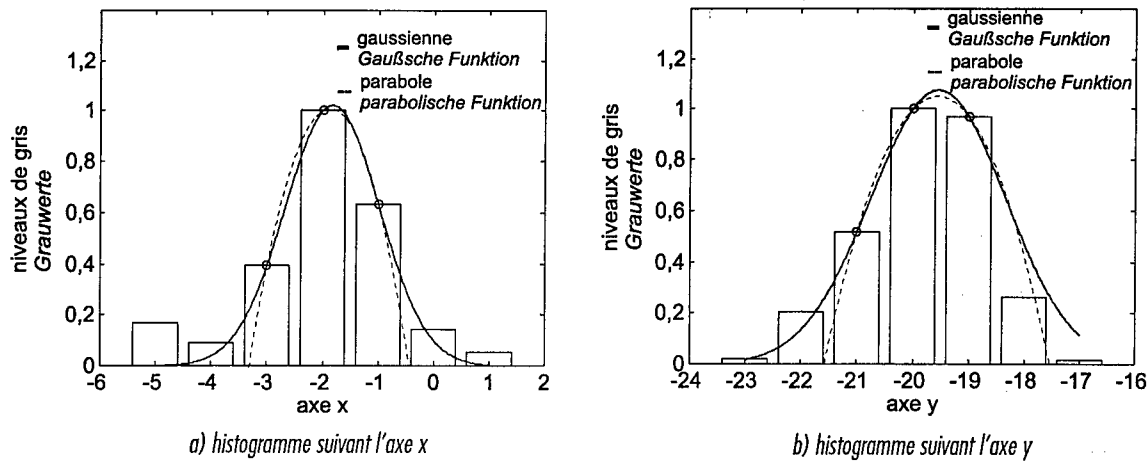 gaussienne
Gaußsche Funktion
parabole
parabolische Funktion
1,2
1
0,8
0,6
0,4
0,2
0
niveaux de gris
Grauwerte
-6 -5 -4 -3 -2 -1 0 1 2
axe x
a) histogramme suivant l'axe x
gaussienne
Gaußsche Funktion
parabole
parabolische Funktion
1,2
1
0,8
0,6
0,4
0,2
0
niveaux de gris
Grauwerte
-24 -23 -22 -21 -20 -19 -18 -17 -16
axe y
b) histogramme suivant l'axe y